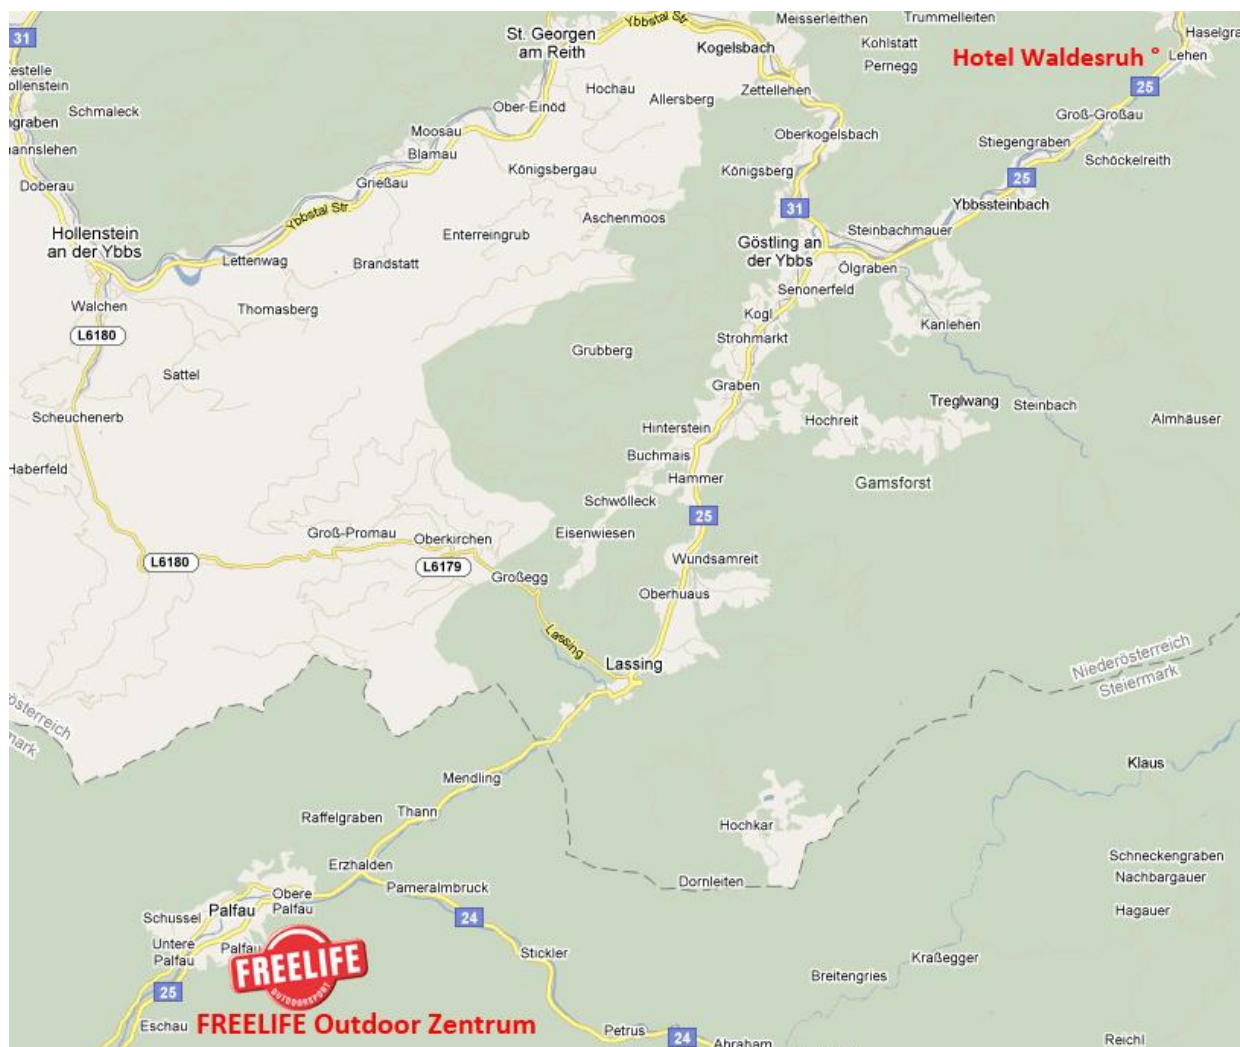 Meisserleithen
Trummelleiten
Ybbstal Str.
31
St. Georgen
am Reith
Kogelsbach
Kohlstatt
Pernegg
Hotel Waldesruh °
Haselgra
Lehen
ollenstein
Schmaleck
Hochau
Allersberg
Zettellehen
25
Ober-Einöd
Groß-Großau
ngraben
Moosau
Oberkogelsbach
Stiegengraben
annslehen
Blamau
Königsbergau
Königsberg
Schöckelreith
Doberau
Grießau
25
Ybbstal Str.
Aschenmoos
31
Ybbssteinbach
Hollenstein
an der Ybbs
Enterreingrub
Steinbachmauer
Göstling an
der Ybbs
Lettenwag
Brandstatt
Ölgraben
Senonerfeld
Walchen
Thomasberg
Kogl
Kanlehen
L6180
Strohmarkt
Grubberg
Sattel
Graben
Treglwang
Steinbach
Scheuchenerb
Hochreit
Almhäuser
Hinterstein
Buchmais
Haberfeld
Hammer
Gamsforst
Schwölleck
25
Groß-Promau
Oberkirchen
Eisenwiesen
L6180
L6179
Wundsamreit
Großegg
Oberhuaus
Lassing
Lassing
Niederösterreich
Steiermark
österreich
mark
Mendling
Klaus
Thann
Raffelgraben
Hochkar
Erzhalden
Schneckengraben
Dornleiten
Nachbargauer
Pameralmbruck
Obere
Palfau
Palfau
Schussel
24
Hagauer
Untere
Palfau
Palfau
Stickler
Kraßegger
FREELIFE
OUTDOORSPORT
Breitengries
25
Eschau
FREELIFE Outdoor Zentrum
Petrus
24
Abraham
Reichl